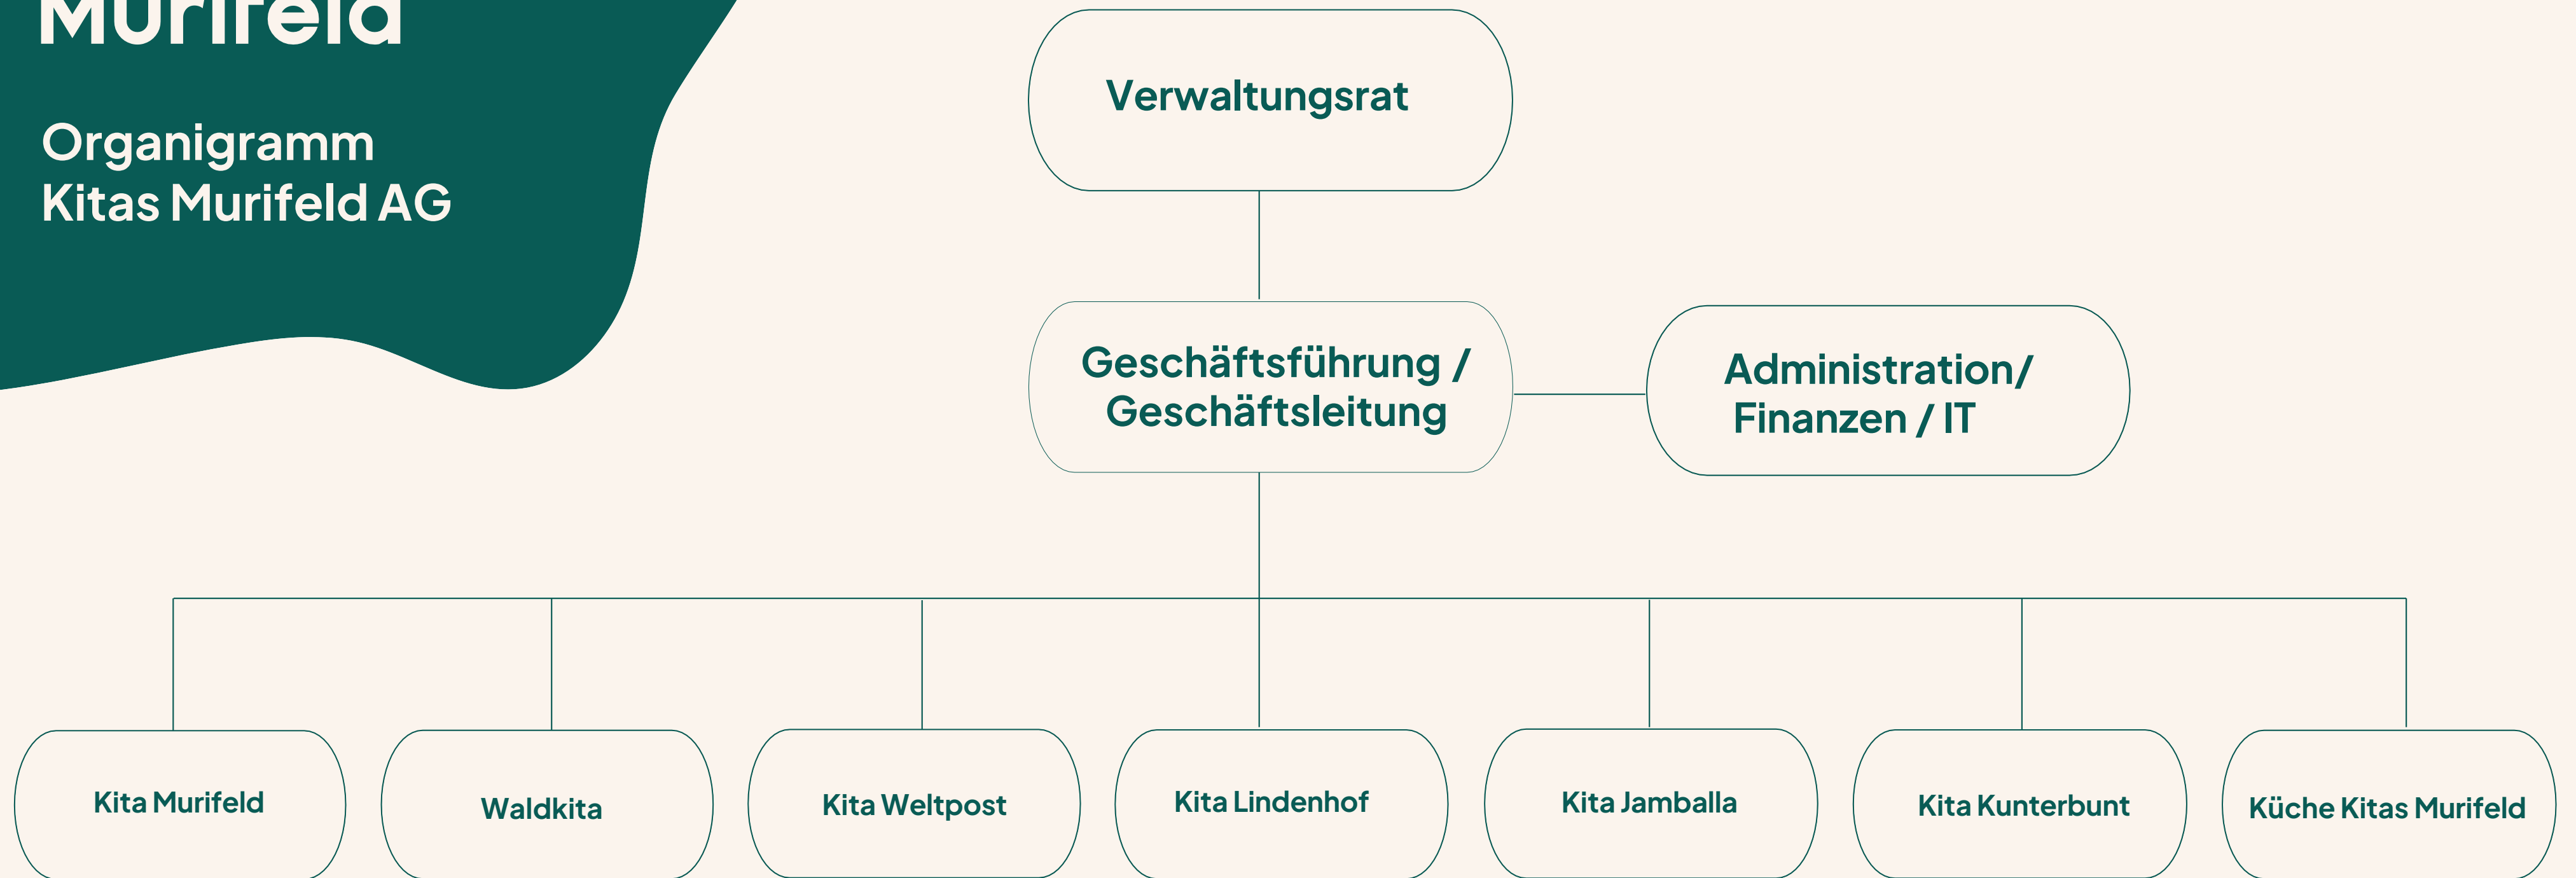 Murifeld
Organigramm
Kitas Murifeld AG
Verwaltungsrat
Geschäftsführung /
Geschäftsleitung
Administration/
Finanzen / IT
Kita Murifeld
Waldkita
Kita Weltpost
Kita Lindenhof
Kita Jamballa
Kita Kunterbunt
Küche Kitas Murifeld